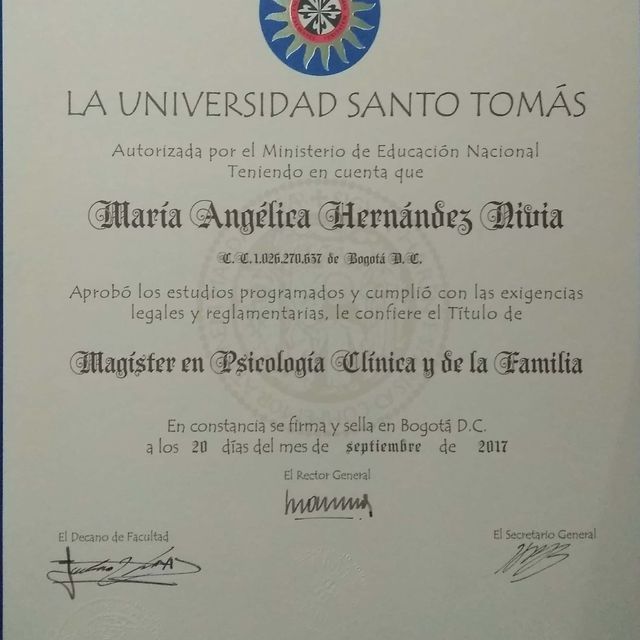 LA UNIVERSIDAD SANTO TOMÁS
Autorizada por el Ministerio de Educación Nacional
Teniendo en cuenta que
María Angélica Hernández Nivia
C.C.1.026.270.637 de Bogotá D.C.
Aprobó los estudios programados y cumplió con las exigencias
legales y reglamentarias, le confiere el Título de
Magíster en Psicología Clínica y de la Familia
En constancia se firma y sella en Bogotá D.C.
a los 20 días del mes de septiembre de 2017
El Rector General
El Decano de Facultad
El Secretario General